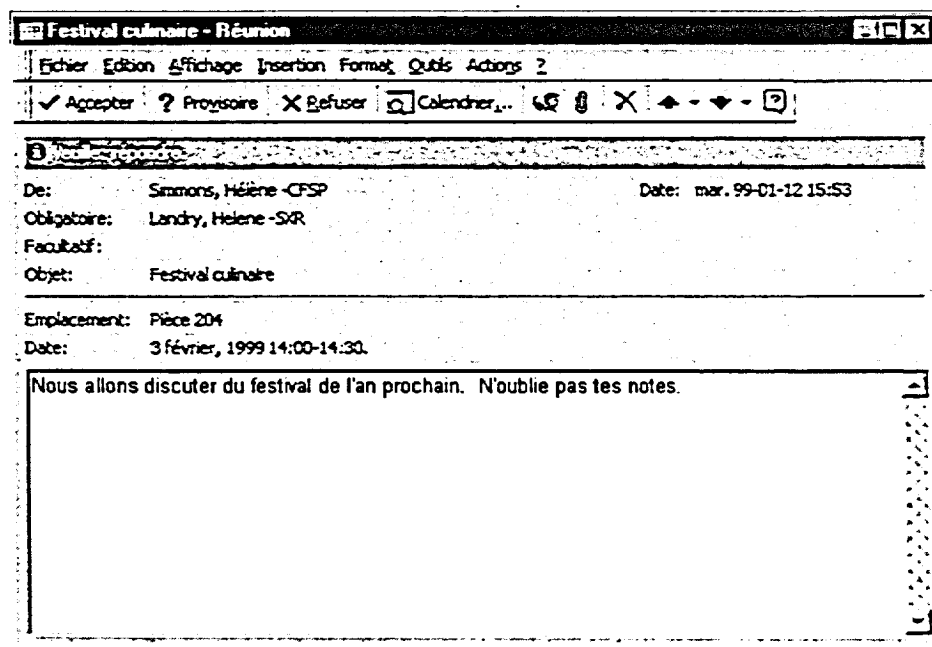 Festival culinaire - Réunion
Fichier Edition Affichage Insertion Format Outils Actions ?
Accepter ? Provisoire Refuser Calendrier...
De: Simmons, Hélène -CFSP Date: mar. 99-01-12 15:53
Obligatoire: Landry, Helene -SXR
Facultatif:
Objet: Festival culinaire
Emplacement: Pièce 204
Date: 3 février, 1999 14:00-14:30.
Nous allons discuter du festival de l'an prochain. N'oublie pas tes notes.